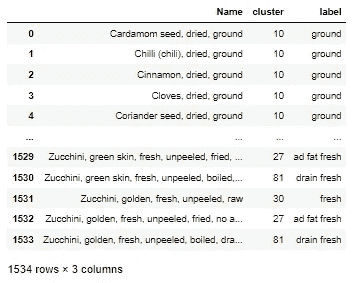 Name cluster label
0 Cardamom seed, dried, ground 10 ground
1 Chilli (chili), dried, ground 10 ground
2 Cinnamon, dried, ground 10 ground
3 Cloves, dried, ground 10 ground
4 Coriander seed, dried, ground 10 ground
... ... ... ...
1529 Zucchini, green skin, fresh, unpeeled, fried,... 27 ad fat fresh
1530 Zucchini, green skin, fresh, unpeeled, boiled,... 81 drain fresh
1531 Zucchini, golden, fresh, unpeeled, raw 30 fresh
1532 Zucchini, golden, fresh, unpeeled, fried, no a... 27 ad fat fresh
1533 Zucchini, golden, fresh, unpeeled, boiled, dra... 81 drain fresh
1534 rows × 3 columns